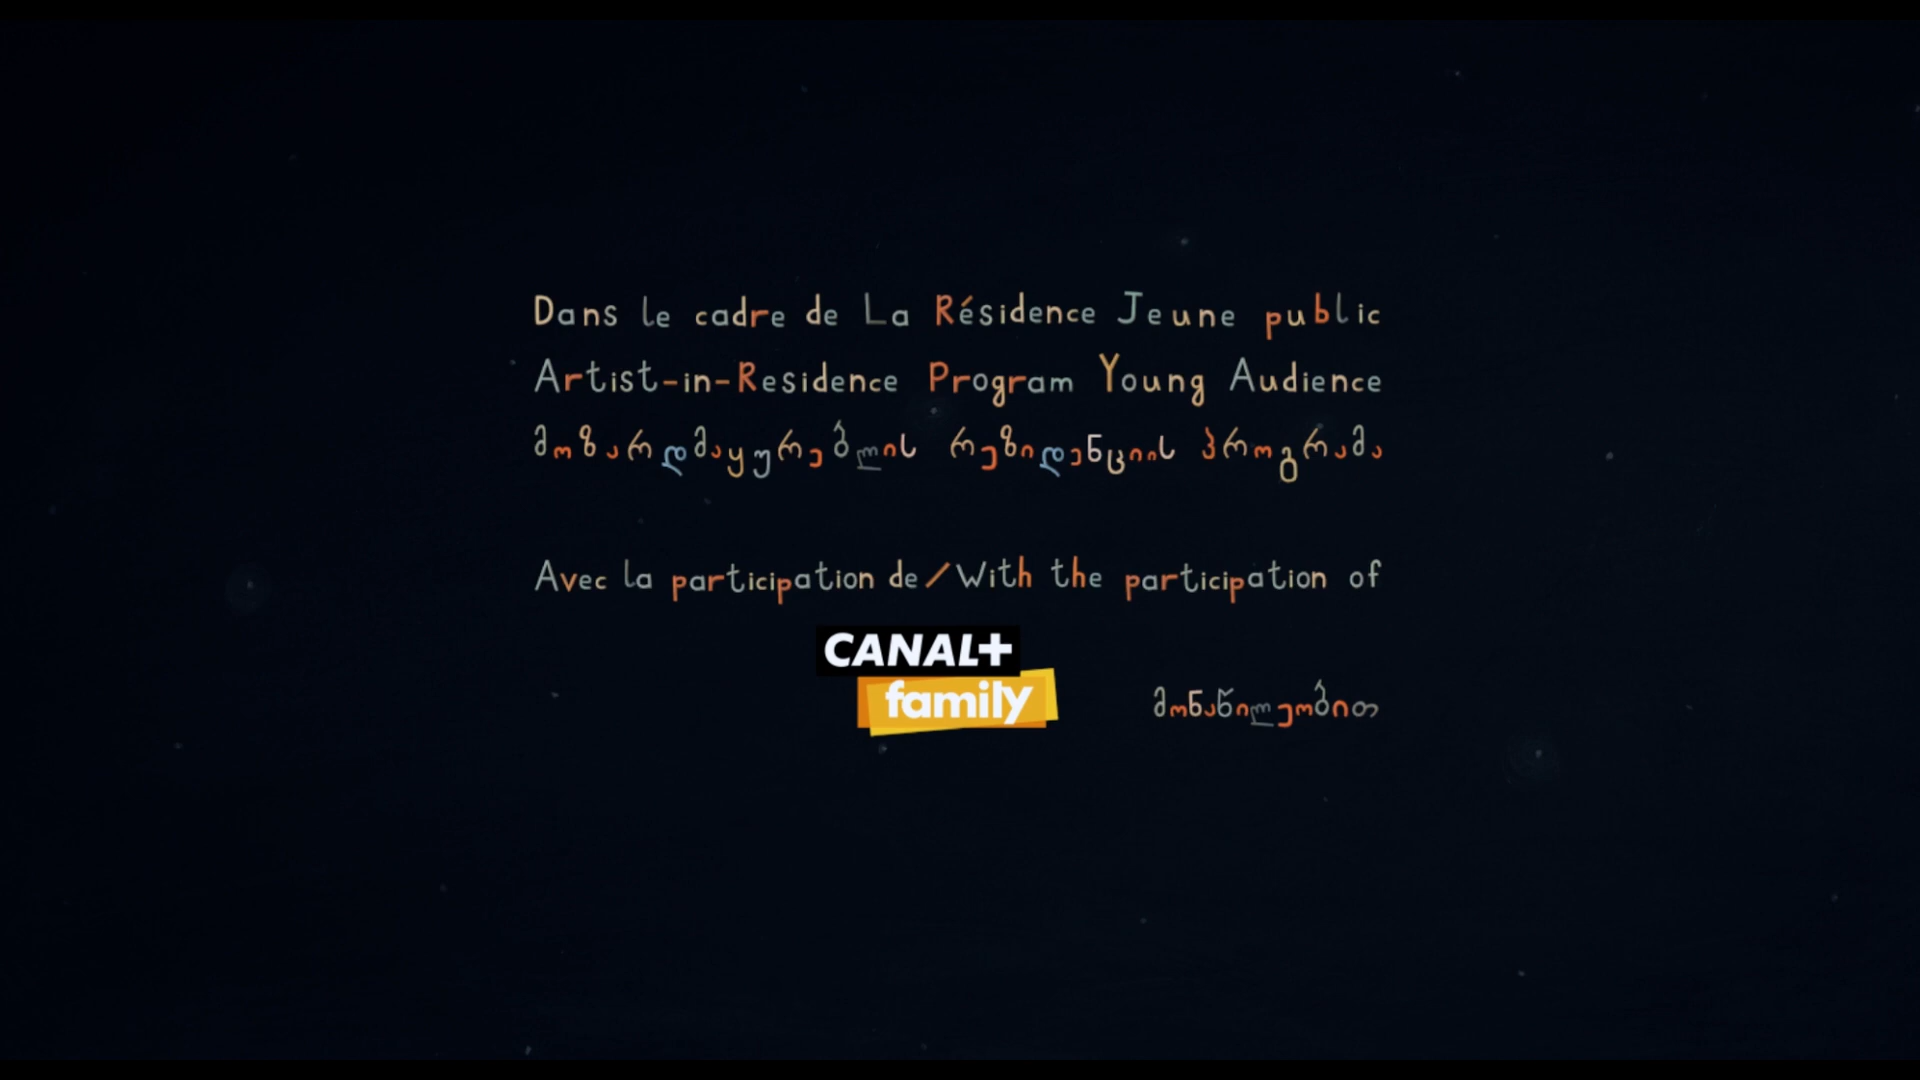 Dans le cadre de La Résidence Jeune public
Artist-in-Residence Program Young Audience
მოზარდმაყურებლის რეზიდენციის პროგრამა
Avec la participation de/With the participation of
CANAL+
family
მონაწილეობით